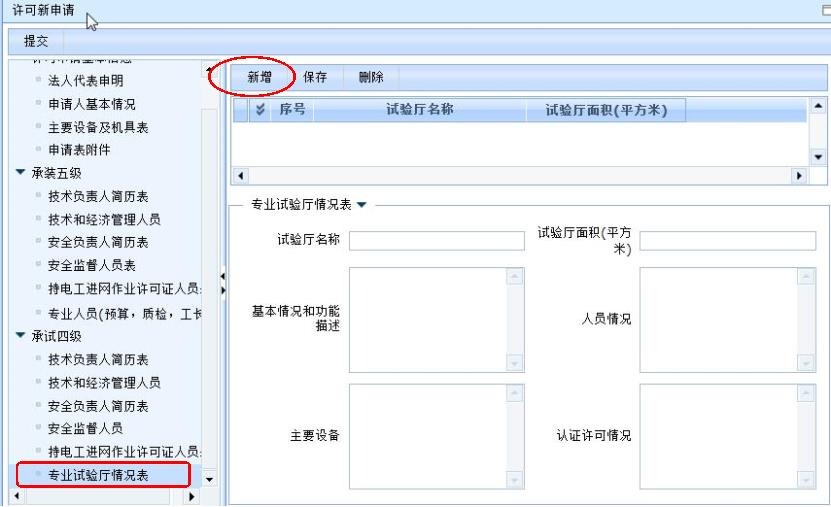 许可新申请
提交
许可申请基本信息
法人代表申明
申请人基本情况
主要设备及机具表
申请表附件
承装五级
技术负责人简历表
技术和经济管理人员
安全负责人简历表
安全监督人员表
持电工进网作业许可证人员
专业人员(预算，质检，工长
承试四级
技术负责人简历表
技术和经济管理人员
安全负责人简历表
安全监督人员
持电工进网作业许可证人员
专业试验厅情况表
新增 保存 删除
序号 试验厅名称 试验厅面积(平方米)
专业试验厅情况表
试验厅名称
试验厅面积(平方
米)
基本情况和功能
描述
人员情况
主要设备
认证许可情况